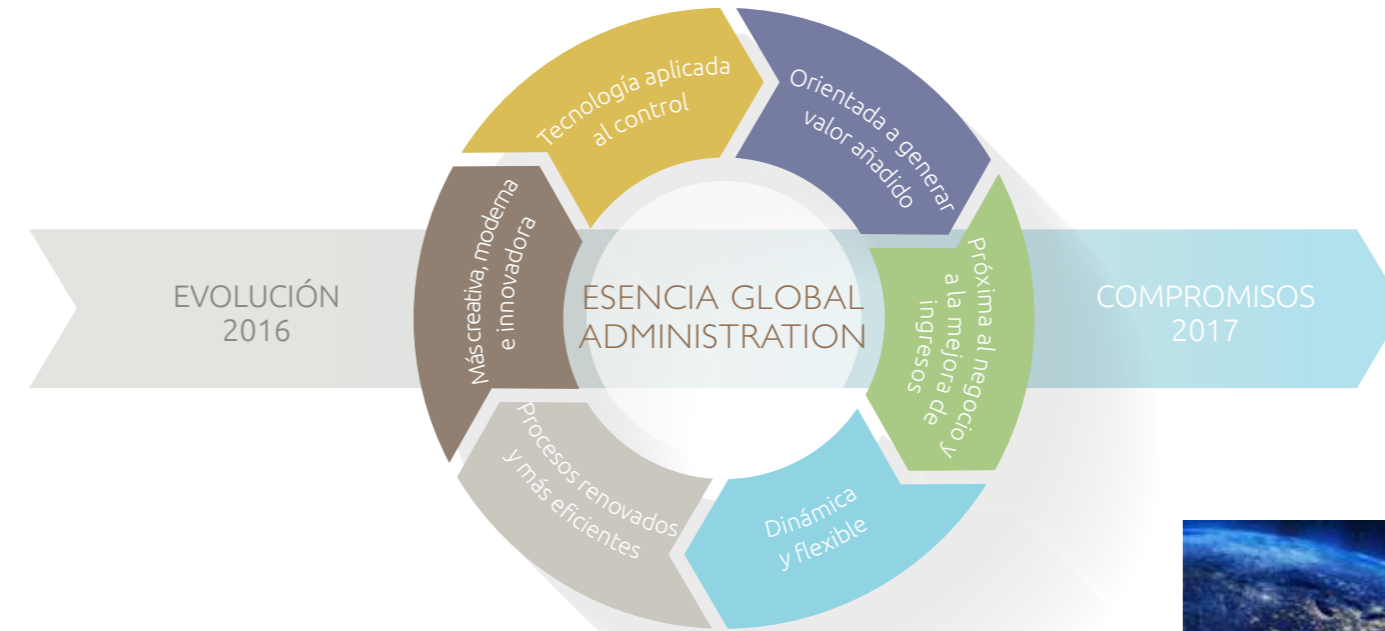 Tecnología aplicada
al control
Orientada a generar
valor añadido
Próxima al negocio y
a la mejora de
ingresos
Dinámica
y flexible
Procesos renovados
y más eficientes
Más creativa, moderna
e innovadora
EVOLUCIÓN
2016
ESENCIA GLOBAL
ADMINISTRATION
COMPROMISOS
2017